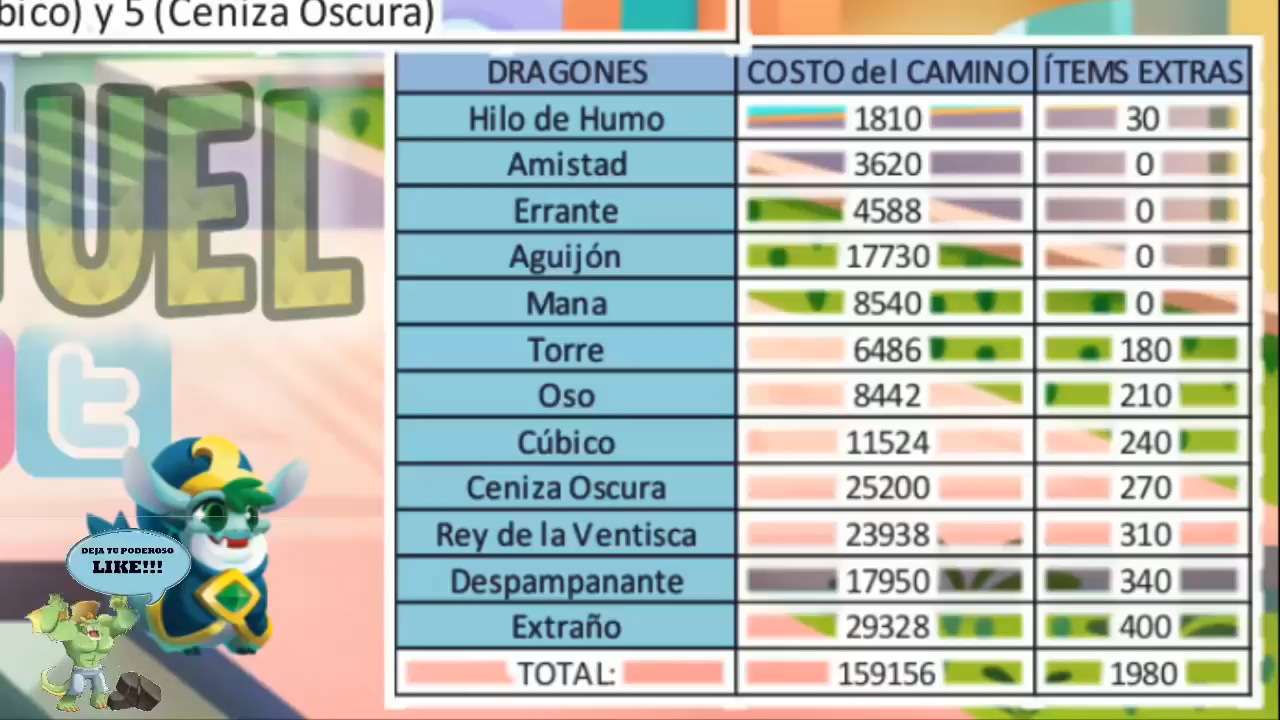 bico) y 5 (Ceniza Oscura)
UEL
DRAGONES COSTO del CAMINO ÍTEMS EXTRAS
Hilo de Humo 1810 30
Amistad 3620 0
Errante 4588 0
Aguijón 17730 0
Mana 8540 0
Torre 6486 180
Oso 8442 210
Cúbico 11524 240
Ceniza Oscura 25200 270
Rey de la Ventisca 23938 310
Despampanante 17950 340
Extraño 29328 400
TOTAL: 159156 1980
t
DEJA TU PODEROSO
LIKE!!!